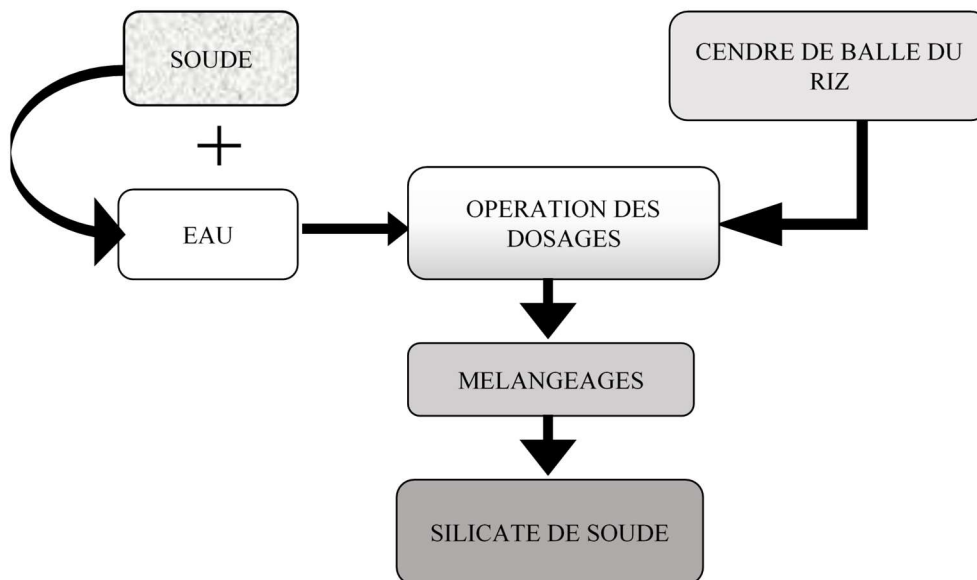 SOUDE
+
EAU
CENDRE DE BALLE DU
RIZ
OPERATION DES
DOSAGES
MELANGEAGES
SILICATE DE SOUDE